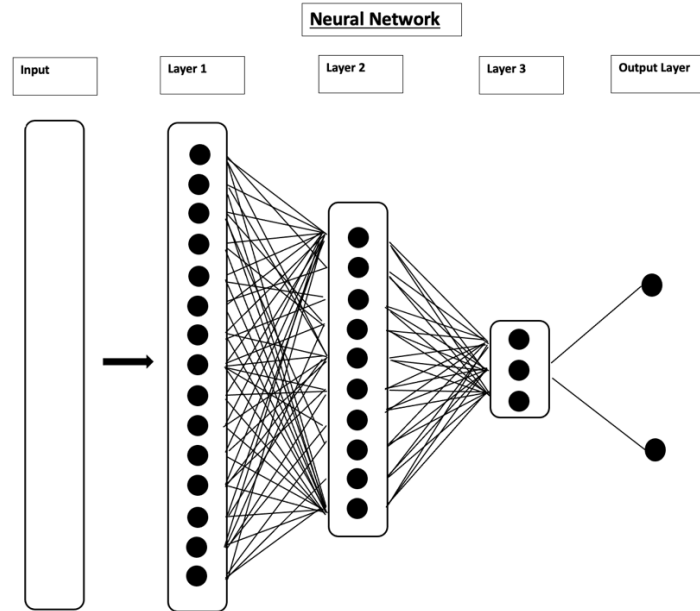 Neural Network
Input
Layer 1
Layer 2
Layer 3
Output Layer